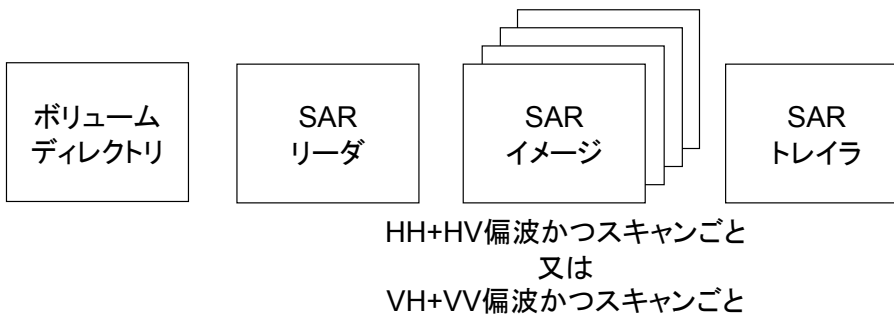 ボリューム
ディレクトリ
SAR
リーダ
SAR
イメージ
SAR
トレイラ
HH+HV偏波かつスキャンごと
又は
VH+VV偏波かつスキャンごと